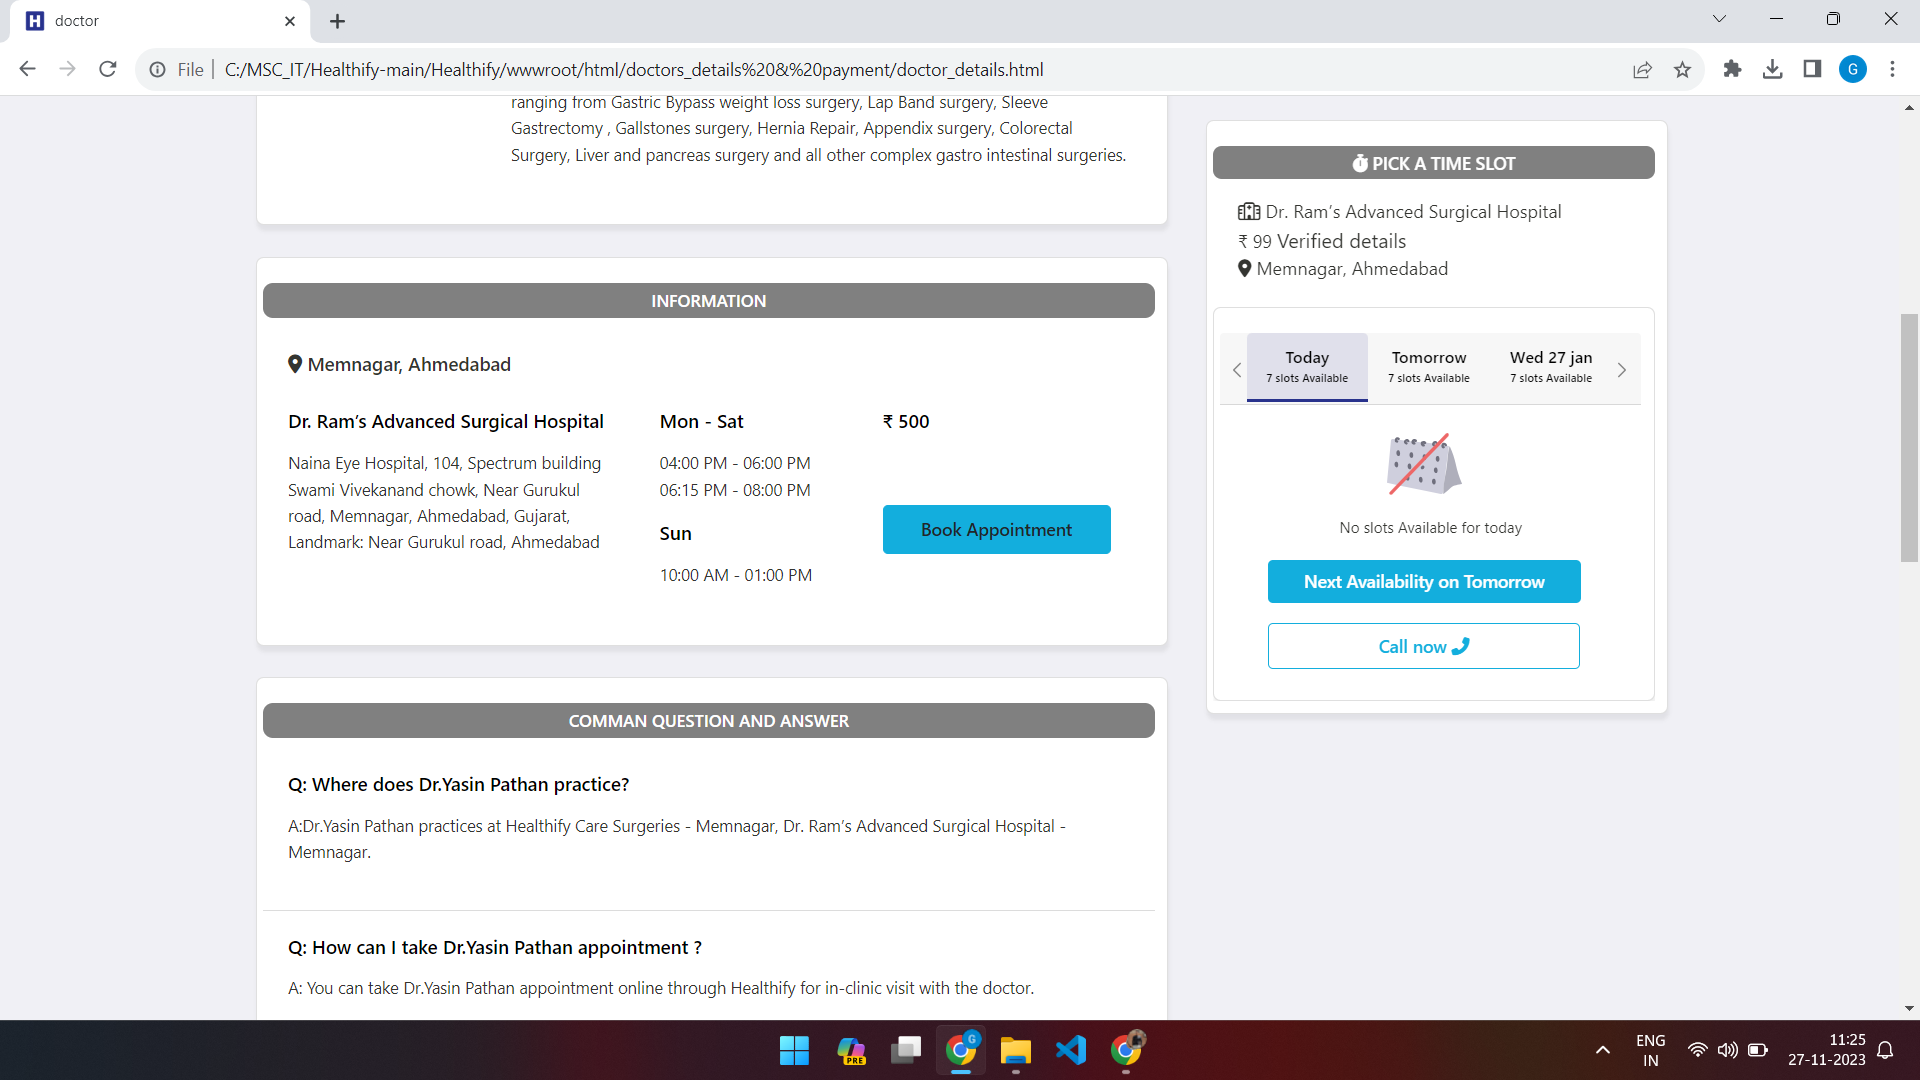 doctor
File
C:/MSC_IT/Healthify-main/Healthify/wwwroot/html/doctors_details%20&%20payment/doctor_details.html
G
ranging from Gastric Bypass weight loss surgery, Lap Band surgery, Sleeve
Gastrectomy , Gallstones surgery, Hernia Repair, Appendix surgery, Colorectal
Surgery, Liver and pancreas surgery and all other complex gastro intestinal surgeries.
INFORMATION
Memnagar, Ahmedabad
Dr. Ram’s Advanced Surgical Hospital
Naina Eye Hospital, 104, Spectrum building
Swami Vivekanand chowk, Near Gurukul
road, Memnagar, Ahmedabad, Gujarat,
Landmark: Near Gurukul road, Ahmedabad
Mon - Sat
04:00 PM - 06:00 PM
06:15 PM - 08:00 PM
Sun
10:00 AM - 01:00 PM
₹ 500
Book Appointment
COMMAN QUESTION AND ANSWER
Q: Where does Dr.Yasin Pathan practice?
A:Dr.Yasin Pathan practices at Healthify Care Surgeries - Memnagar, Dr. Ram’s Advanced Surgical Hospital -
Memnagar.
Q: How can I take Dr.Yasin Pathan appointment ?
A: You can take Dr.Yasin Pathan appointment online through Healthify for in-clinic visit with the doctor.
PICK A TIME SLOT
Dr. Ram’s Advanced Surgical Hospital
₹ 99 Verified details
Memnagar, Ahmedabad
Today
7 slots Available
Tomorrow
7 slots Available
Wed 27 jan
7 slots Available
No slots Available for today
Next Availability on Tomorrow
Call now
PRE
G
ENG
IN
11:25
27-11-2023